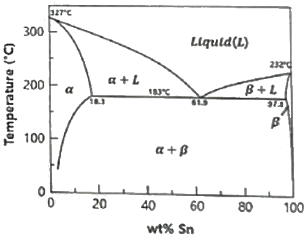 327°C
300
200
100
0
Temperature (°C)
Liquid(L)
232°C
α
α + L
183°C
β + L
18.3
61.9
97.8
β
α + β
0 20 40 60 80 100
wt% Sn